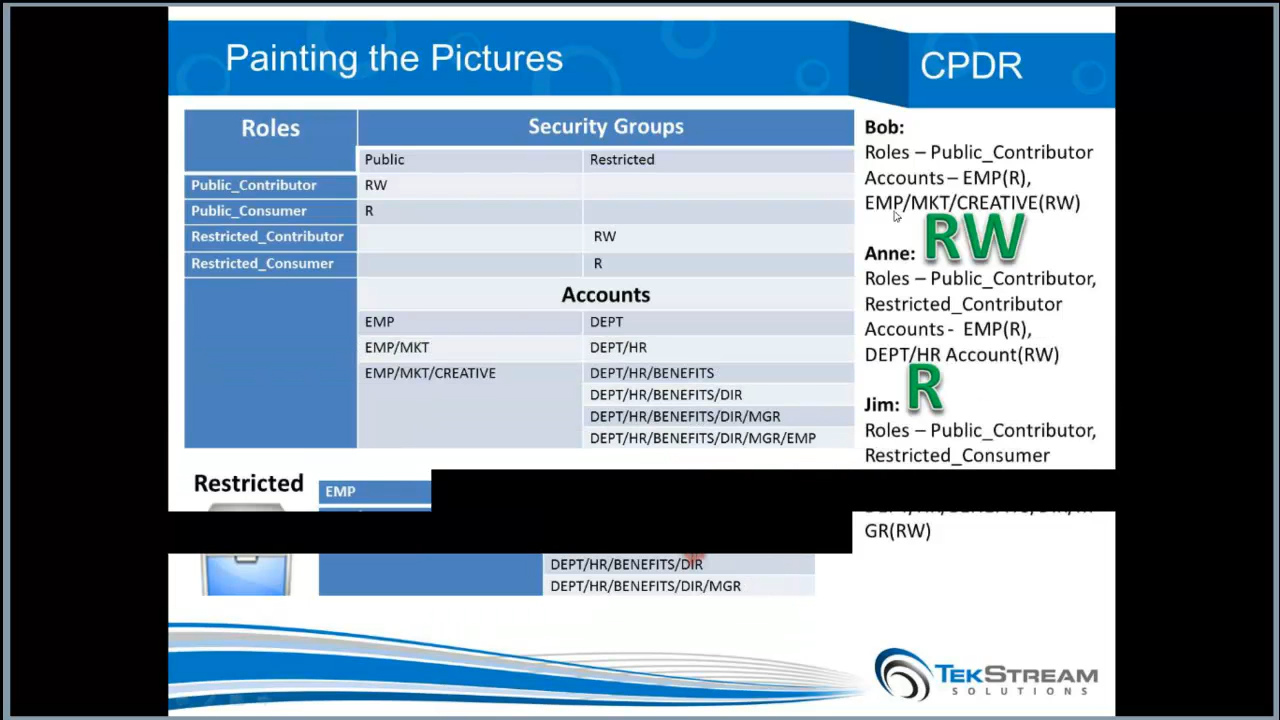 Painting the Pictures
CPDR
Roles
Security Groups
Public Restricted
Public_Contributor RW
Public_Consumer R
Restricted_Contributor RW
Restricted_Consumer R
Accounts
EMP DEPT
EMP/MKT DEPT/HR
EMP/MKT/CREATIVE DEPT/HR/BENEFITS
DEPT/HR/BENEFITS/DIR
DEPT/HR/BENEFITS/DIR/MGR
DEPT/HR/BENEFITS/DIR/MGR/EMP
Bob:
Roles – Public_Contributor
Accounts – EMP(R),
EMP/MKT/CREATIVE(RW)
RW
Anne:
Roles – Public_Contributor,
Restricted_Contributor
Accounts - EMP(R),
DEPT/HR Account(RW)
R
Jim:
Roles – Public_Contributor,
Restricted_Consumer
GR(RW)
Restricted
EMP
DEPT/HR/BENEFITS/DIR
DEPT/HR/BENEFITS/DIR/MGR
TEKSTREAM
SOLUTIONS